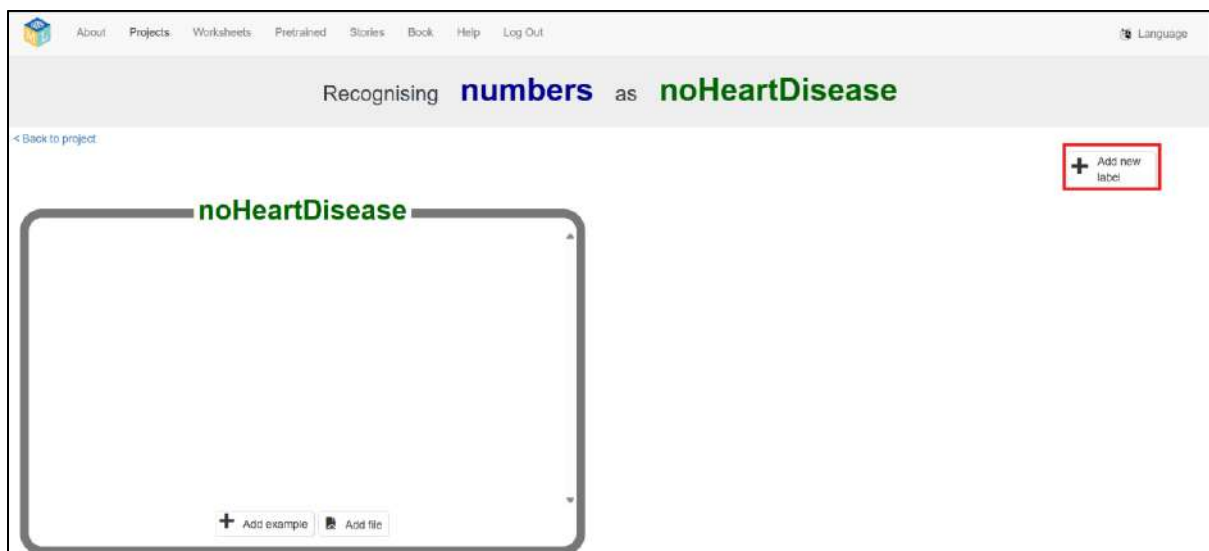 About Projects Worksheets Pretrained Stories Book Help Log Out Language
Recognising numbers as noHeartDisease
< Back to project
Add new
label
noHeartDisease
Add example Add file